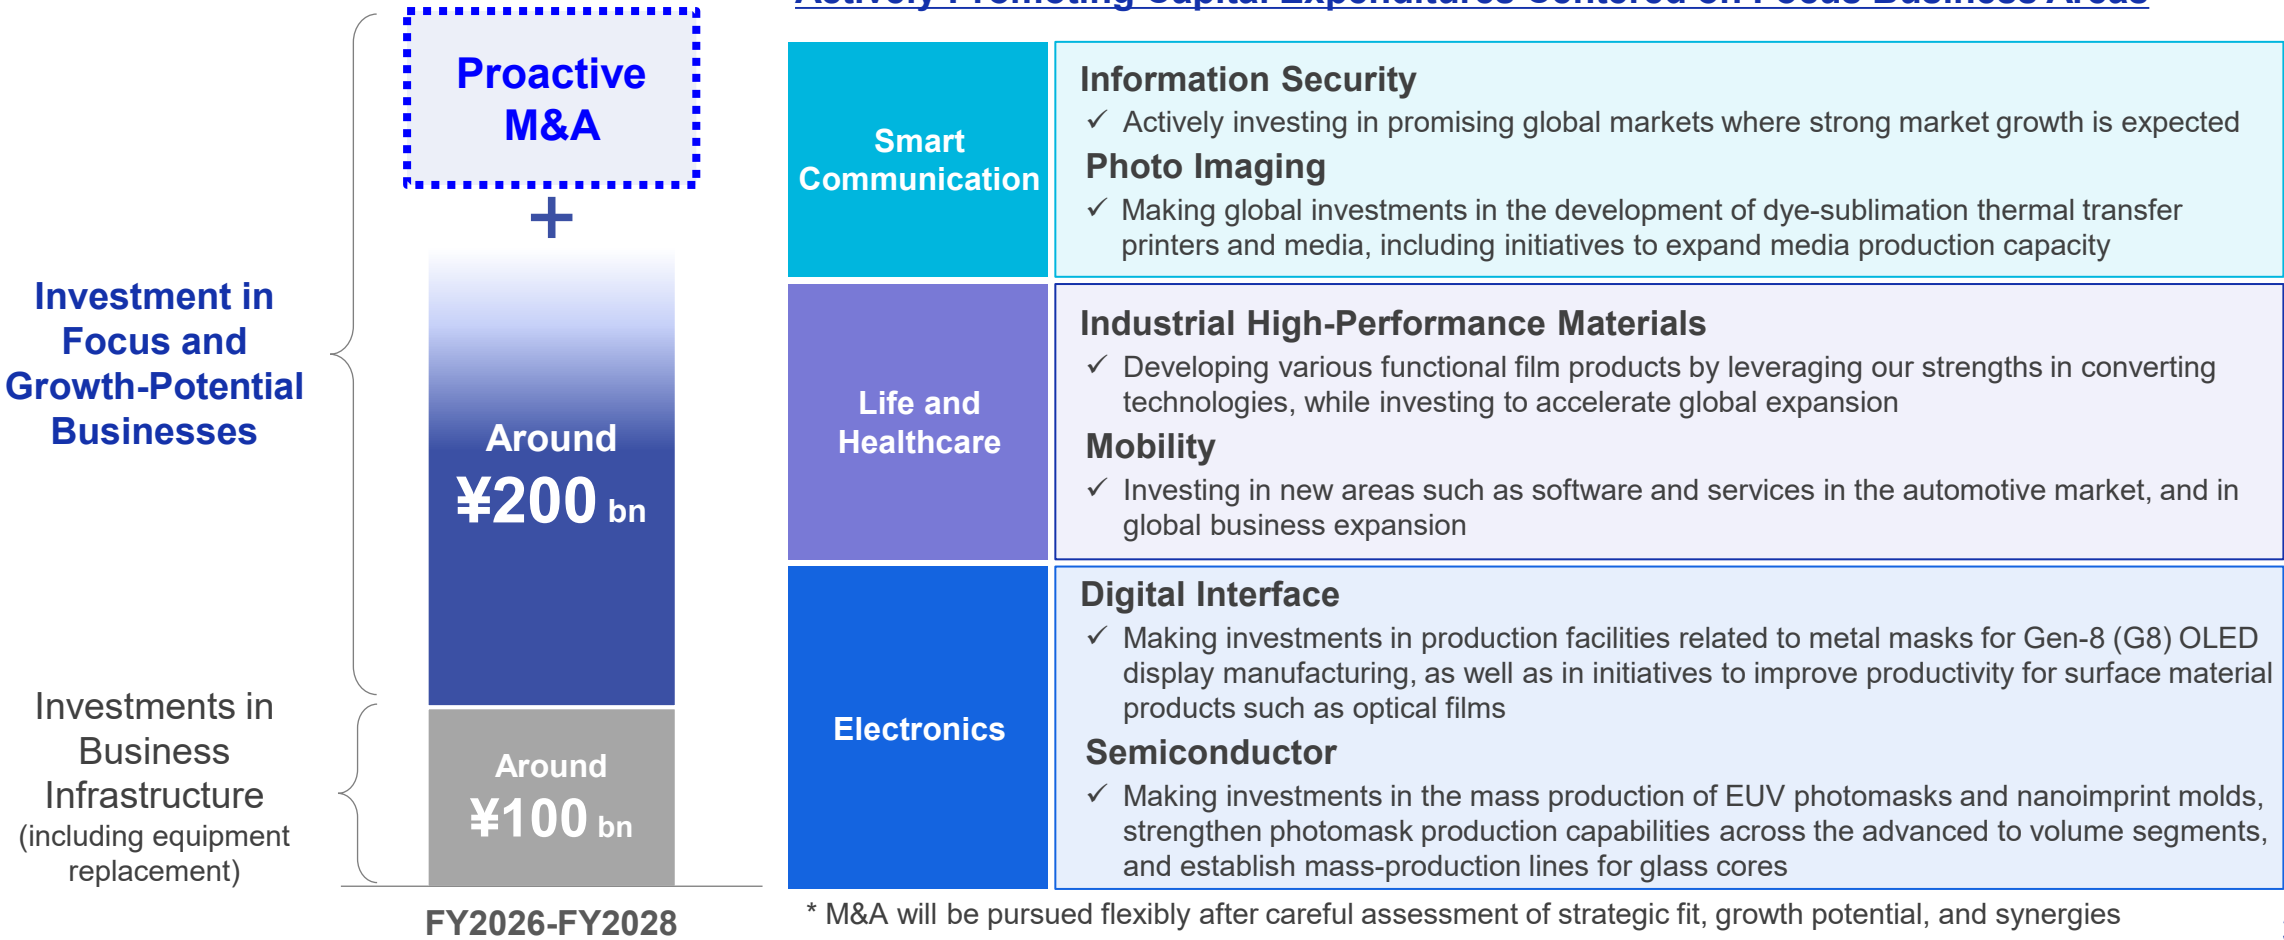 Actively Promoting Capital Expenditures Centered on Focus Business Areas
Proactive
M&A
+
Investment in
Focus and
Growth-Potential
Businesses
Around
¥200 bn
Investments in
Business
Infrastructure
(including equipment
replacement)
Around
¥100 bn
FY2026-FY2028
Smart
Communication
Information Security
✓ Actively investing in promising global markets where strong market growth is expected
Photo Imaging
✓ Making global investments in the development of dye-sublimation thermal transfer
printers and media, including initiatives to expand media production capacity
Life and
Healthcare
Industrial High-Performance Materials
✓ Developing various functional film products by leveraging our strengths in converting
technologies, while investing to accelerate global expansion
Mobility
✓ Investing in new areas such as software and services in the automotive market, and in
global business expansion
Electronics
Digital Interface
✓ Making investments in production facilities related to metal masks for Gen-8 (G8) OLED
display manufacturing, as well as in initiatives to improve productivity for surface material
products such as optical films
Semiconductor
✓ Making investments in the mass production of EUV photomasks and nanoimprint molds,
strengthen photomask production capabilities across the advanced to volume segments,
and establish mass-production lines for glass cores
* M&A will be pursued flexibly after careful assessment of strategic fit, growth potential, and synergies